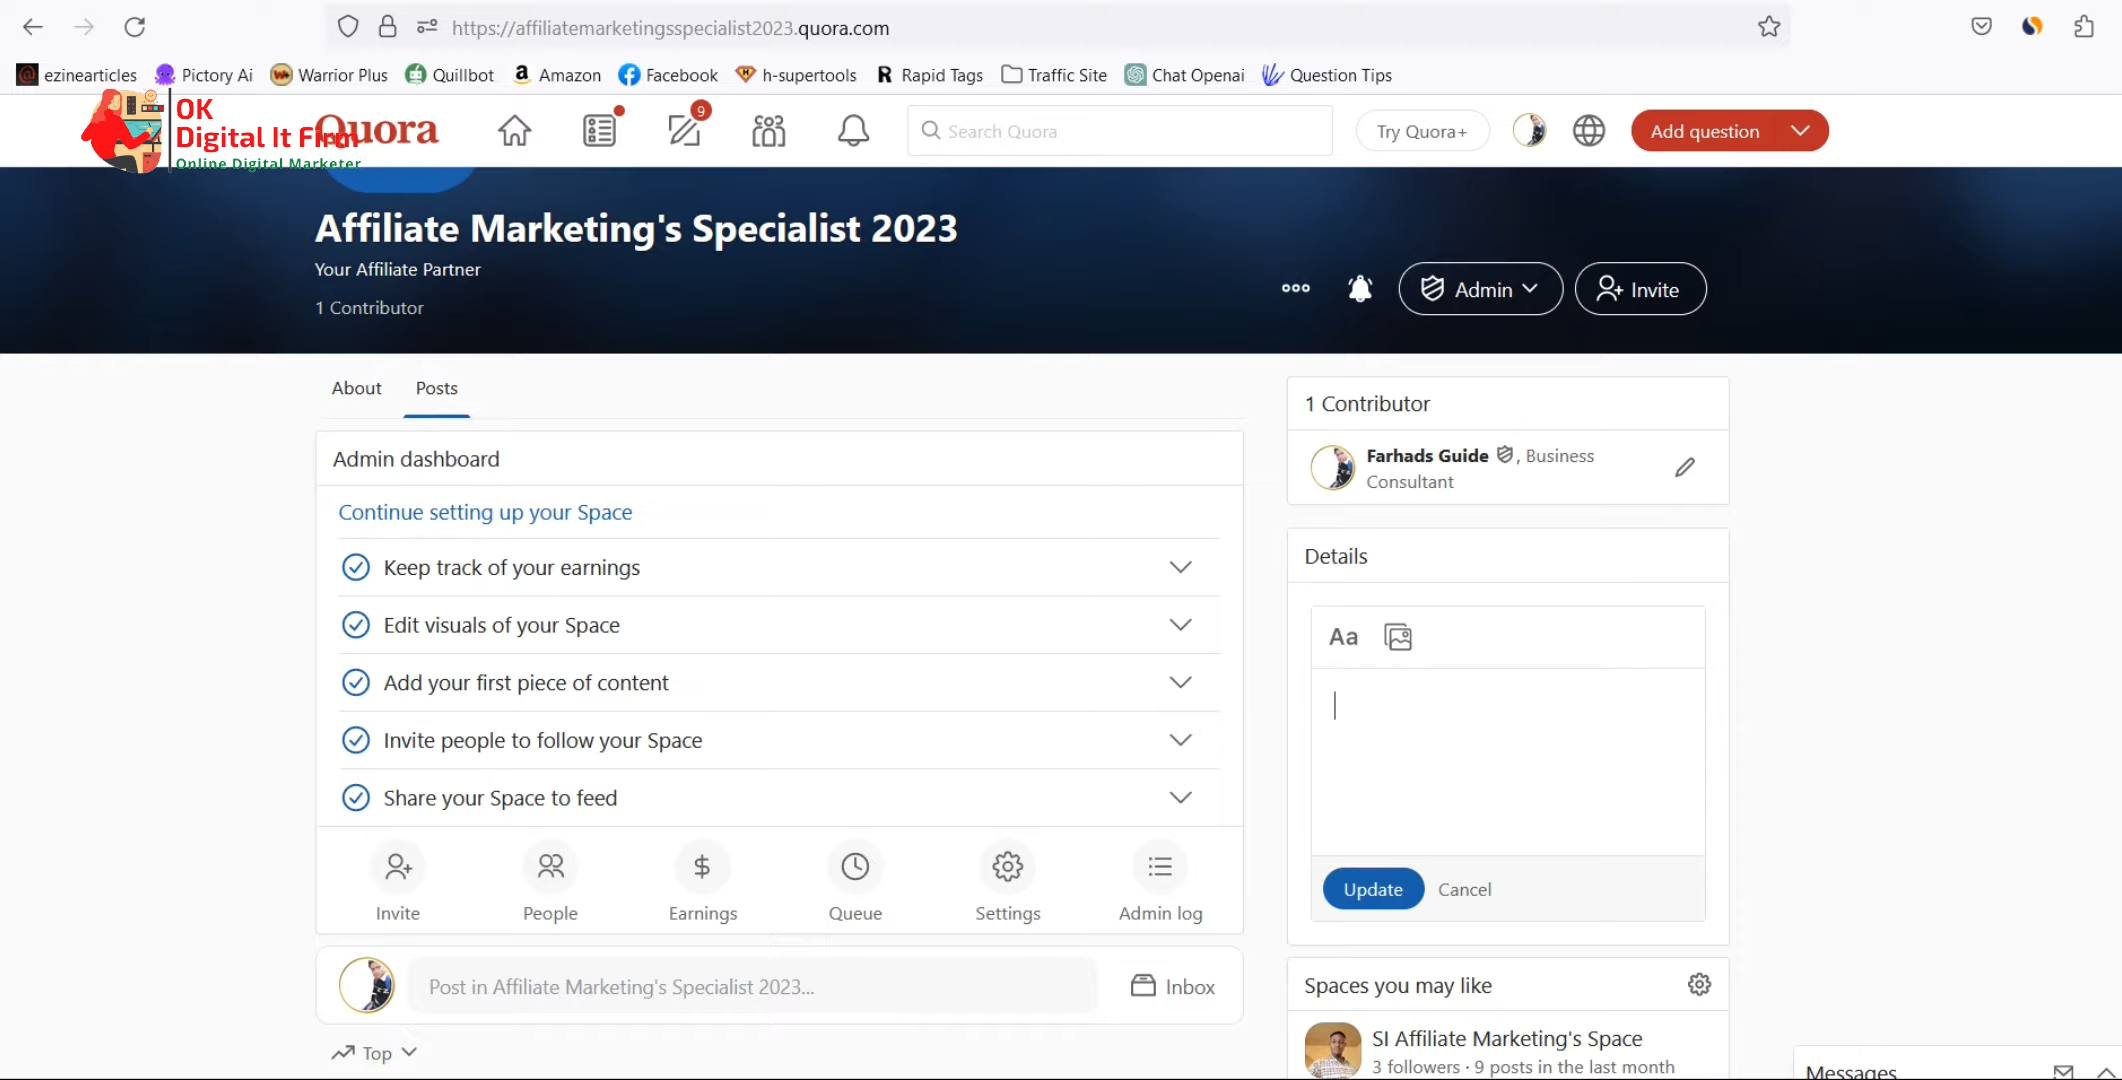 https://affiliatemarketingsspecialist2023.quora.com
ezinearticles Pictory Ai Warrior Plus Quillbot Amazon Facebook h-supertools Rapid Tags Traffic Site Chat Openai Question Tips
OK
Digital It Firm
Online Digital Marketer
Quora
9
Search Quora
Try Quora+
Add question
Affiliate Marketing's Specialist 2023
Your Affiliate Partner
1 Contributor
Admin
Invite
About Posts
Admin dashboard
Continue setting up your Space
Keep track of your earnings
Edit visuals of your Space
Add your first piece of content
Invite people to follow your Space
Share your Space to feed
Invite People Earnings Queue Settings Admin log
Post in Affiliate Marketing's Specialist 2023...
Inbox
Top
1 Contributor
Farhads Guide , Business
Consultant
Details
Aa
Update Cancel
Spaces you may like
SI Affiliate Marketing's Space
3 followers · 9 posts in the last month
Messages